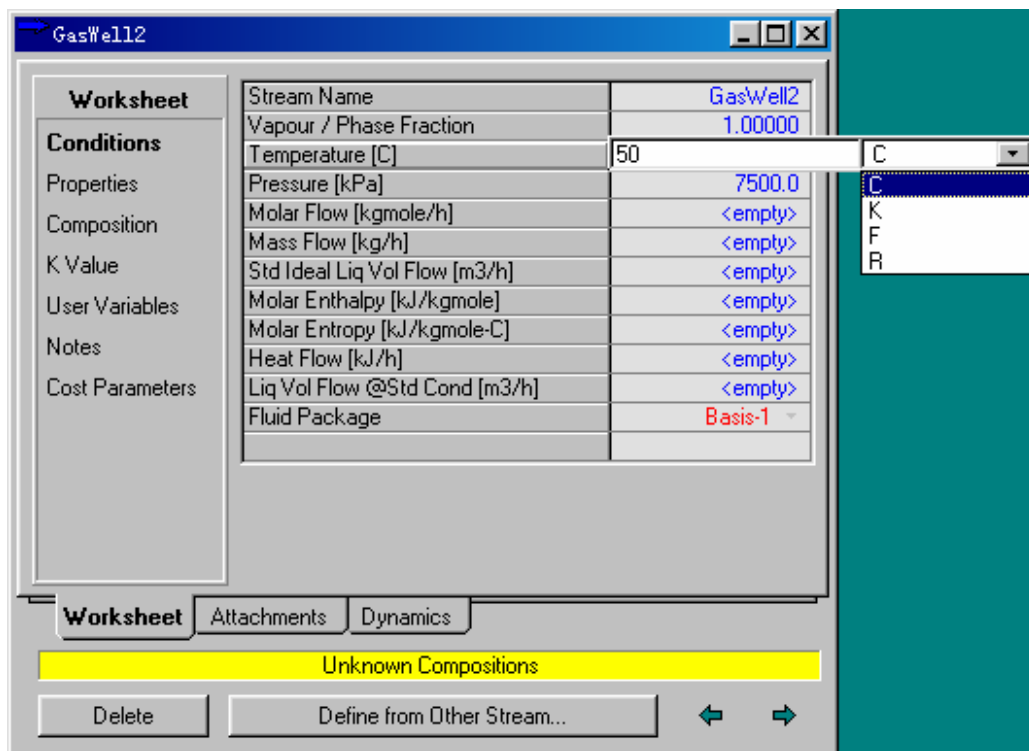 GasWell2
Worksheet
Conditions
Properties
Composition
K Value
User Variables
Notes
Cost Parameters
Stream Name GasWell2
Vapour / Phase Fraction 1.00000
Temperature [C] 50 C
Pressure [kPa] 7500.0 C
Molar Flow [kgmole/h] <empty> K
Mass Flow [kg/h] <empty> F
Std Ideal Liq Vol Flow [m3/h] <empty> R
Molar Enthalpy [kJ/kgmole] <empty>
Molar Entropy [kJ/kgmole-C] <empty>
Heat Flow [kJ/h] <empty>
Liq Vol Flow @Std Cond [m3/h] <empty>
Fluid Package Basis-1
Worksheet Attachments Dynamics
Unknown Compositions
Delete Define from Other Stream...